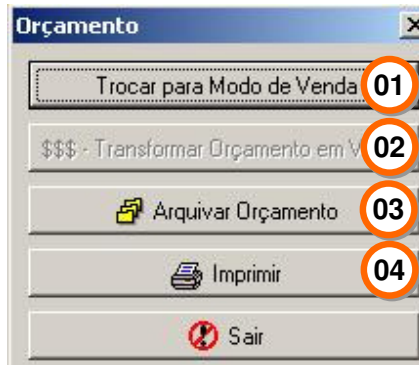 Orçamento
Trocar para Modo de Venda 01
$$$ - Transformar Orçamento em V 02
Arquivar Orçamento 03
Imprimir 04
Sair